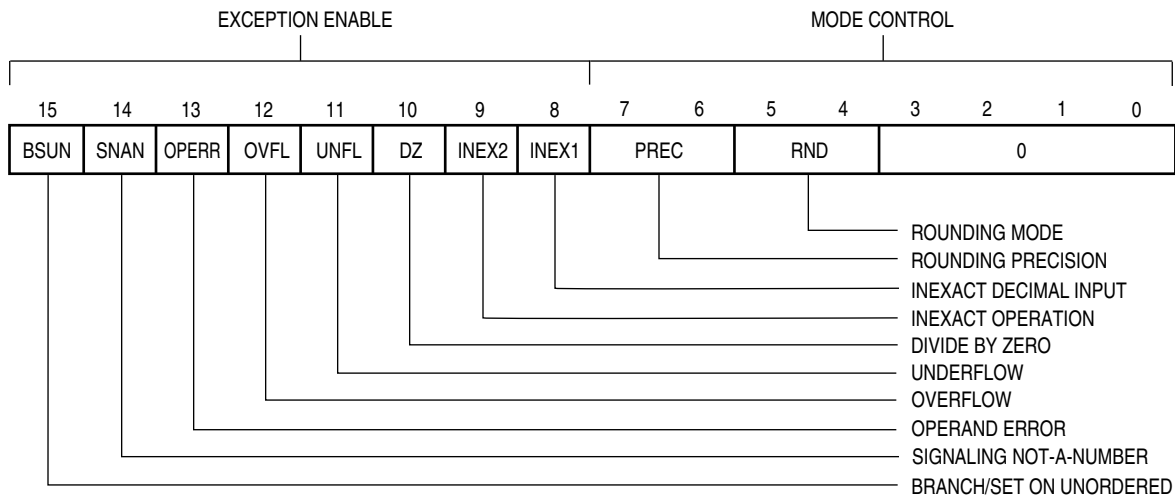 EXCEPTION ENABLE MODE CONTROL
15 14 13 12 11 10 9 8 7 6 5 4 3 2 1 0
BSUN SNAN OPERR OVFL UNFL DZ INEX2 INEX1 PREC RND 0
ROUNDING MODE
ROUNDING PRECISION
INEXACT DECIMAL INPUT
INEXACT OPERATION
DIVIDE BY ZERO
UNDERFLOW
OVERFLOW
OPERAND ERROR
SIGNALING NOT-A-NUMBER
BRANCH/SET ON UNORDERED